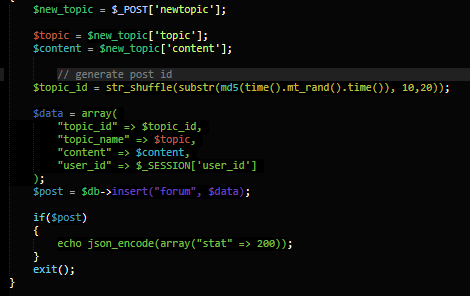 $new_topic = $_POST['newtopic'];
$topic = $new_topic['topic'];
$content = $new_topic['content'];
// generate post id
$topic_id = str_shuffle(substr(md5(time().mt_rand().time()), 10,20));
$data = array(
"topic_id" => $topic_id,
"topic_name" => $topic,
"content" => $content,
"user_id" => $_SESSION['user_id']
);
$post = $db->insert("forum", $data);
if($post)
{
echo json_encode(array("stat" => 200));
}
exit();
}